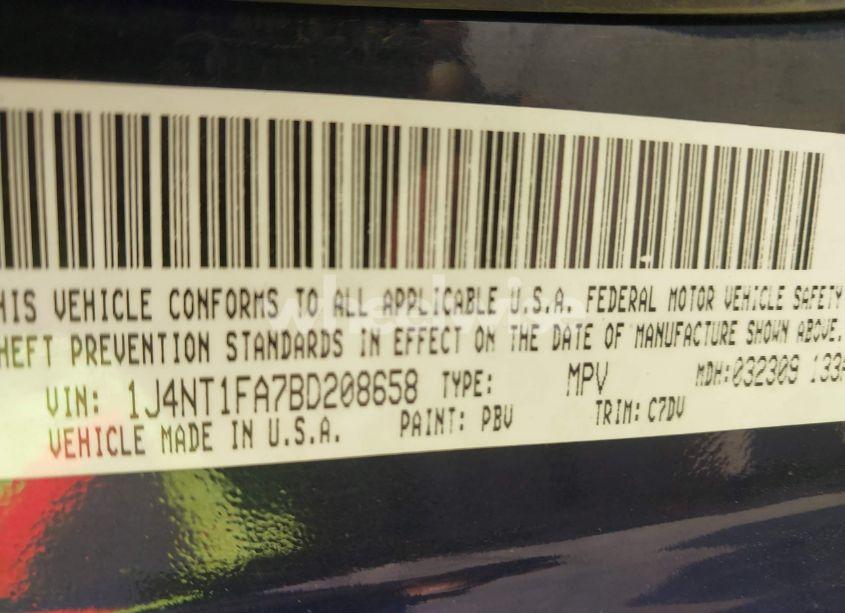 HIS VEHICLE CONFORMS TO ALL APPLICABLE U.S.A. FEDERAL MOTOR VEHICLE SAFETY
HEFT PREVENTION STANDARDS IN EFFECT ON THE DATE OF MANUFACTURE SHOWN ABOVE.
VIN: 1J4NT1FA7BD208658 TYPE: MPV MDH:032309
VEHICLE MADE IN U.S.A. PAINT: PBV TRIM: C7DV